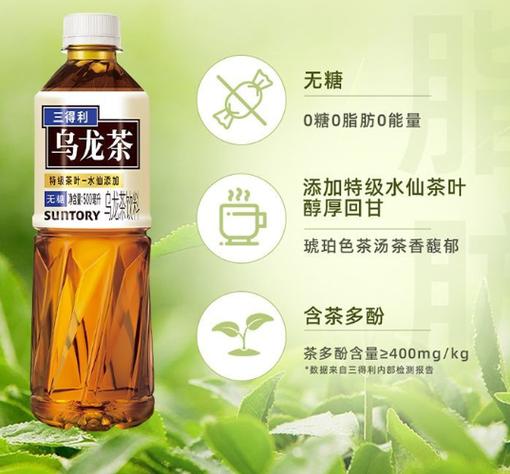 三得利
乌龙茶
特级茶叶-水仙添加
无糖 净含量:500毫升
SUNTORY 乌龙茶饮料
无糖
0糖0脂肪0能量
添加特级水仙茶叶
醇厚回甘
琥珀色茶汤茶香馥郁
含茶多酚
茶多酚含量≥400mg/kg
*数据来自三得利内部检测报告
脂
肪